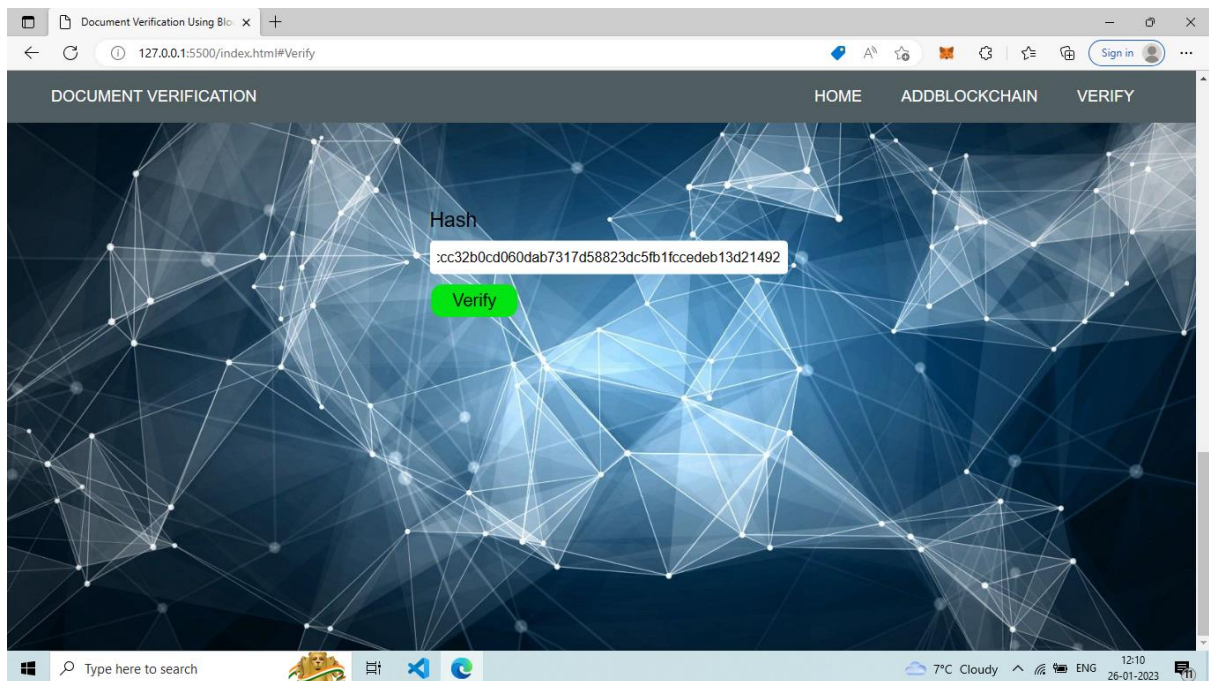 Document Verification Using Blo
127.0.0.1:5500/index.html#Verify
Sign in
DOCUMENT VERIFICATION
HOME ADDBLOCKCHAIN VERIFY
Hash
cc32b0cd060dab7317d58823dc5fb1fccedeb13d21492
Verify
Type here to search
7°C Cloudy
ENG
12:10
26-01-2023